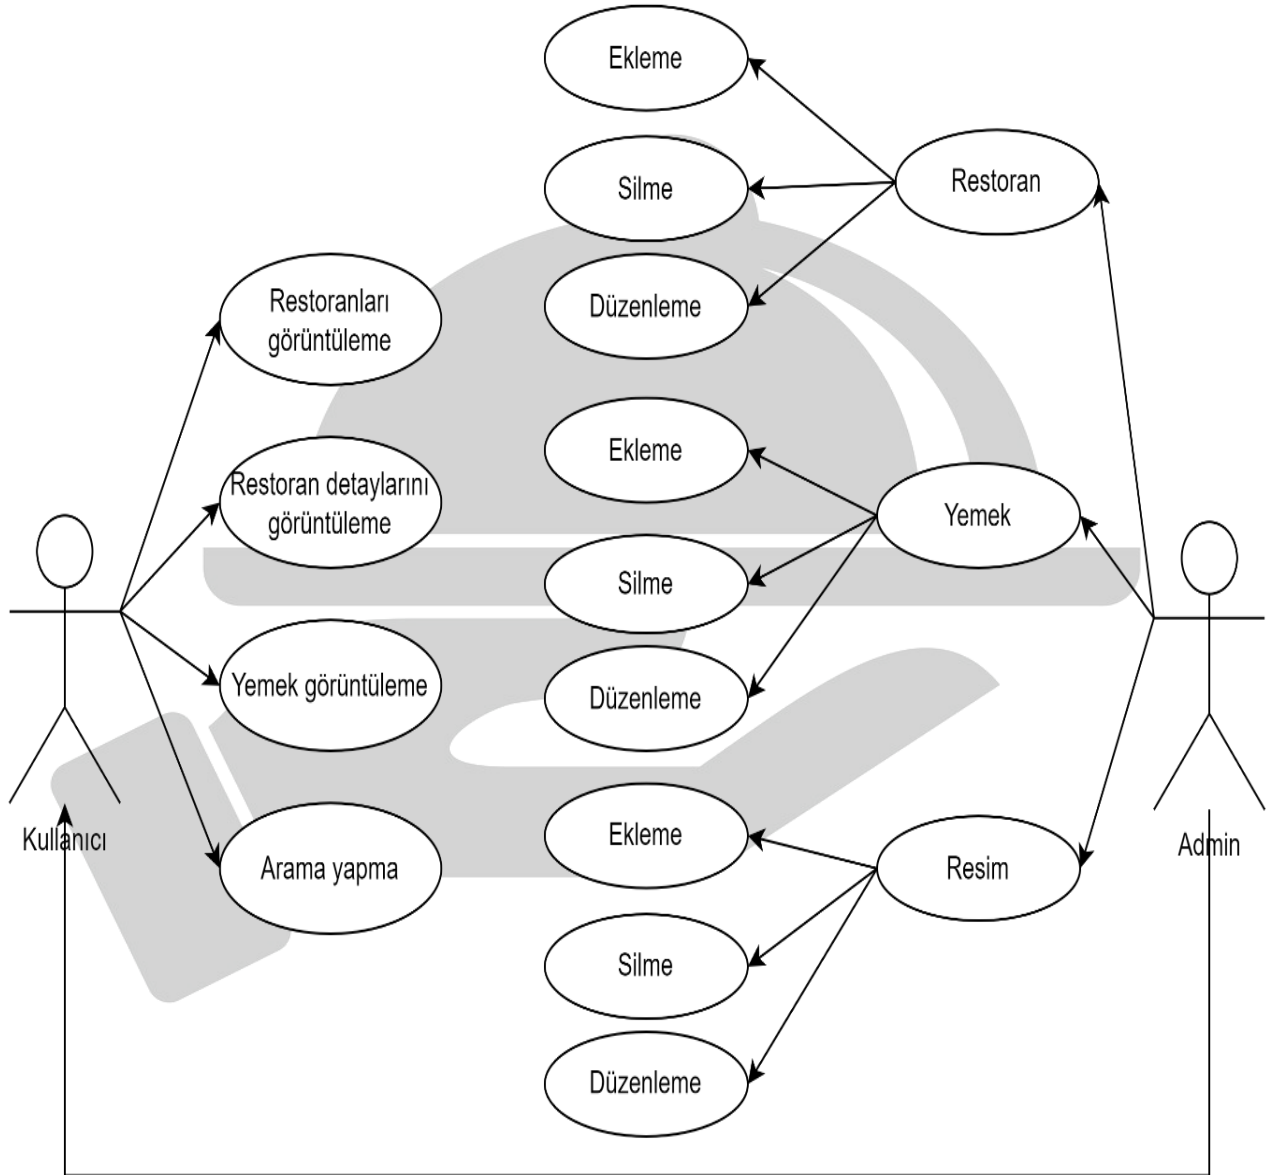 Ekleme
Silme
Restoran
Düzenleme
Restoranları
görüntüleme
Ekleme
Restoran detaylarını
görüntüleme
Yemek
Silme
Yemek görüntüleme
Düzenleme
Kullanıcı
Ekleme
Admin
Arama yapma
Resim
Silme
Düzenleme